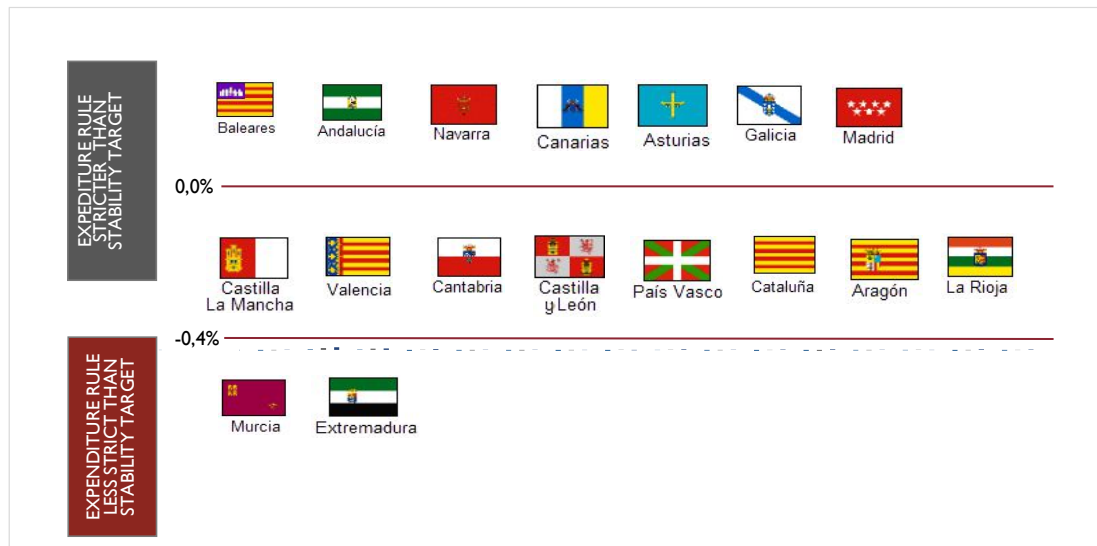 EXPEDITURE RULE
STRICTER THAN
STABILITY TARGET
Baleares
Andalucía
Navarra
Canarias
Asturias
Galicia
Madrid
0,0%
Castilla
La Mancha
Valencia
Cantabria
Castilla
y León
País Vasco
Cataluña
Aragón
La Rioja
-0,4%
EXPENDITURE RULE
LESS STRICT THAN
STABILITY TARGET
Murcia
Extremadura